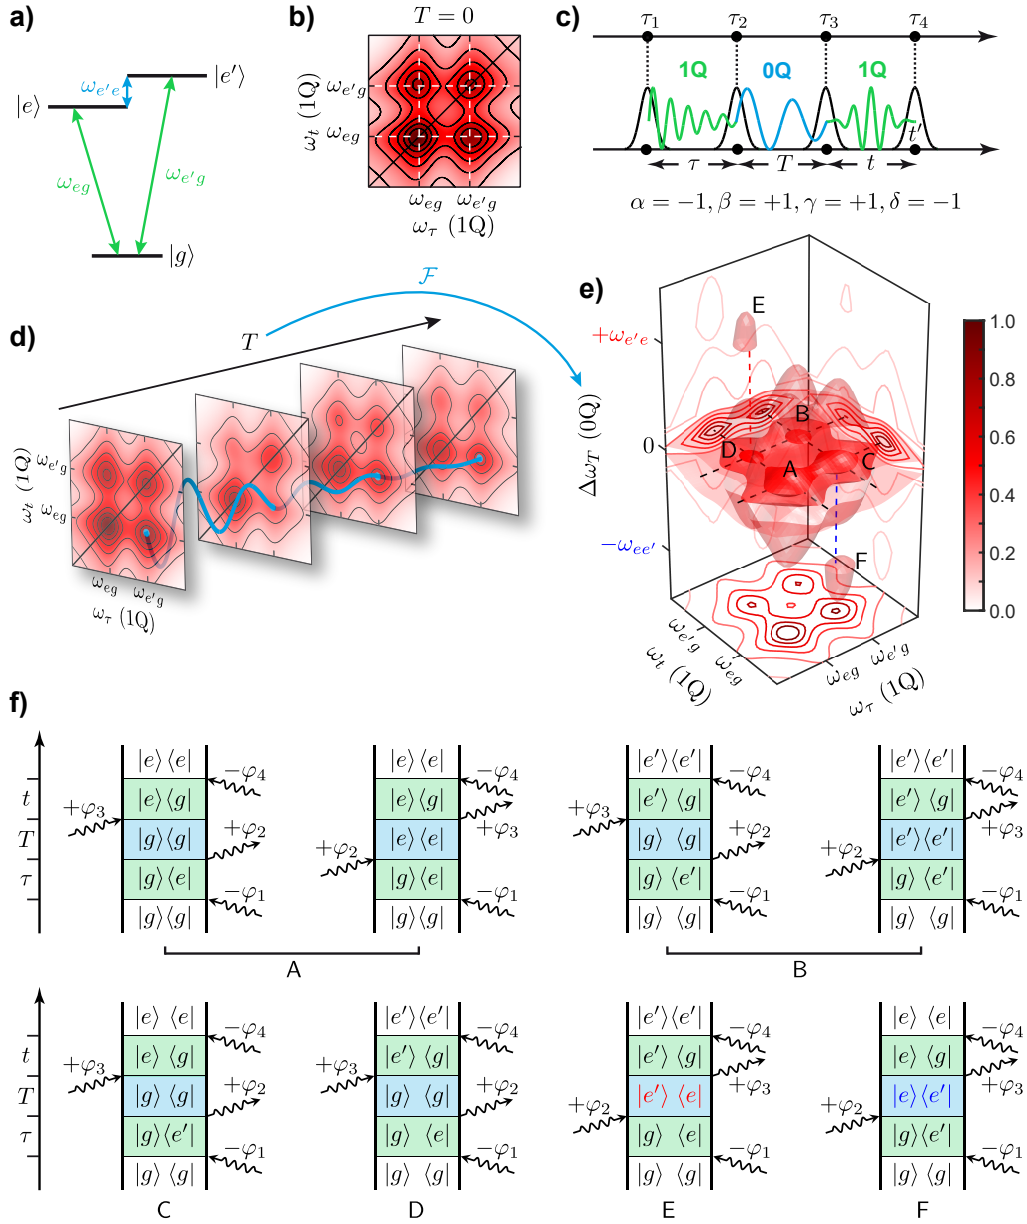 a)
|e'⟩
ω_{e'e}
|e⟩
ω_{eg}
ω_{e'g}
|g⟩
b)
T = 0
ω_t (1Q)
ω_{e'g}
ω_{eg}
ω_{eg} ω_{e'g}
ω_τ (1Q)
c)
τ_1 τ_2 τ_3 τ_4
1Q 0Q 1Q
t'
τ T t
α = −1, β = +1, γ = +1, δ = −1
d)
T
ℱ
ω_t (1Q)
ω_{e'g}
ω_{eg}
ω_{eg} ω_{e'g}
ω_τ (1Q)
e)
E
+ω_{e'e}
B
0
D
A
C
Δω_T (0Q)
−ω_{ee'}
F
ω_{e'g}
ω_{eg}
ω_t (1Q)
ω_{eg}
ω_{e'g}
ω_τ (1Q)
1.0
0.8
0.6
0.4
0.2
0.0
f)
t
T
τ
|e⟩⟨e|
−φ_4
|e⟩⟨g|
+φ_3
|g⟩⟨g|
+φ_2
|g⟩⟨e|
−φ_1
|g⟩⟨g|
|e⟩⟨e|
−φ_4
|e⟩⟨g|
+φ_3
|e⟩⟨e|
+φ_2
|g⟩⟨e|
−φ_1
|g⟩⟨g|
A
|e'⟩⟨e'|
−φ_4
|e'⟩⟨g|
+φ_3
|g⟩⟨g|
+φ_2
|g⟩⟨e'|
−φ_1
|g⟩⟨g|
|e'⟩⟨e'|
−φ_4
|e'⟩⟨g|
+φ_3
|e'⟩⟨e'|
+φ_2
|g⟩⟨e'|
−φ_1
|g⟩⟨g|
B
t
T
τ
|e⟩⟨e|
−φ_4
|e⟩⟨g|
+φ_3
|g⟩⟨g|
+φ_2
|g⟩⟨e'|
−φ_1
|g⟩⟨g|
C
|e'⟩⟨e'|
−φ_4
|e'⟩⟨g|
+φ_3
|g⟩⟨g|
+φ_2
|g⟩⟨e|
−φ_1
|g⟩⟨g|
D
|e'⟩⟨e'|
−φ_4
|e'⟩⟨g|
+φ_3
|e'⟩⟨e|
+φ_2
|g⟩⟨e|
−φ_1
|g⟩⟨g|
E
|e⟩⟨e|
−φ_4
|e⟩⟨g|
+φ_3
|e⟩⟨e'|
+φ_2
|g⟩⟨e'|
−φ_1
|g⟩⟨g|
F